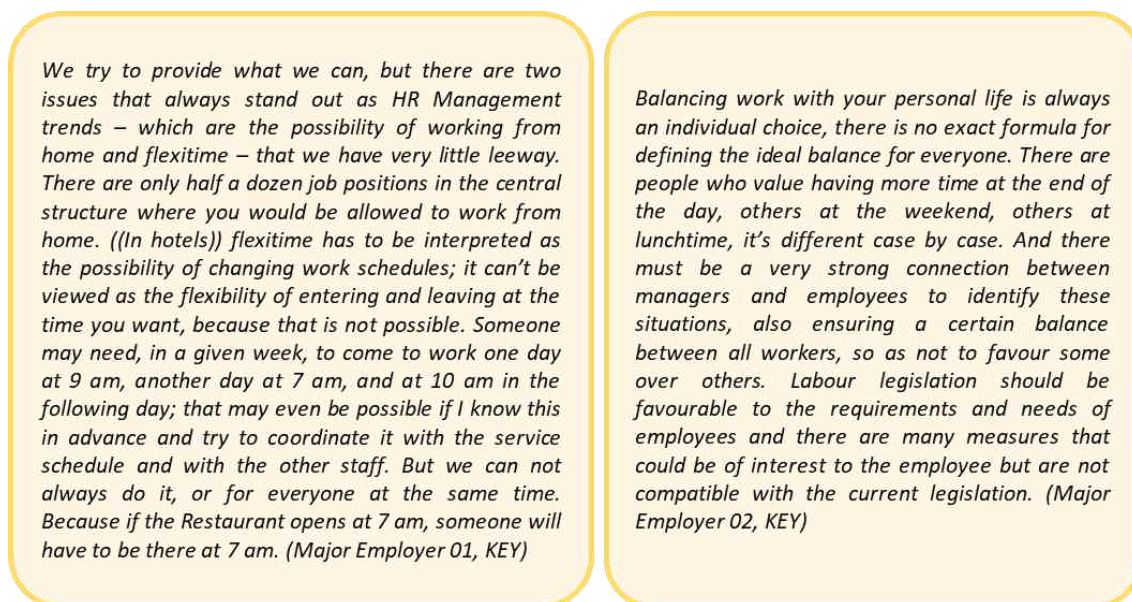 We try to provide what we can, but there are two
issues that always stand out as HR Management
trends – which are the possibility of working from
home and flexitime – that we have very little leeway.
There are only half a dozen job positions in the central
structure where you would be allowed to work from
home. ((In hotels)) flexitime has to be interpreted as
the possibility of changing work schedules; it can't be
viewed as the flexibility of entering and leaving at the
time you want, because that is not possible. Someone
may need, in a given week, to come to work one day
at 9 am, another day at 7 am, and at 10 am in the
following day; that may even be possible if I know this
in advance and try to coordinate it with the service
schedule and with the other staff. But we can not
always do it, or for everyone at the same time.
Because if the Restaurant opens at 7 am, someone will
have to be there at 7 am. (Major Employer 01, KEY)
Balancing work with your personal life is always
an individual choice, there is no exact formula for
defining the ideal balance for everyone. There are
people who value having more time at the end of
the day, others at the weekend, others at
lunchtime, it's different case by case. And there
must be a very strong connection between
managers and employees to identify these
situations, also ensuring a certain balance
between all workers, so as not to favour some
over others. Labour legislation should be
favourable to the requirements and needs of
employees and there are many measures that
could be of interest to the employee but are not
compatible with the current legislation. (Major
Employer 02, KEY)